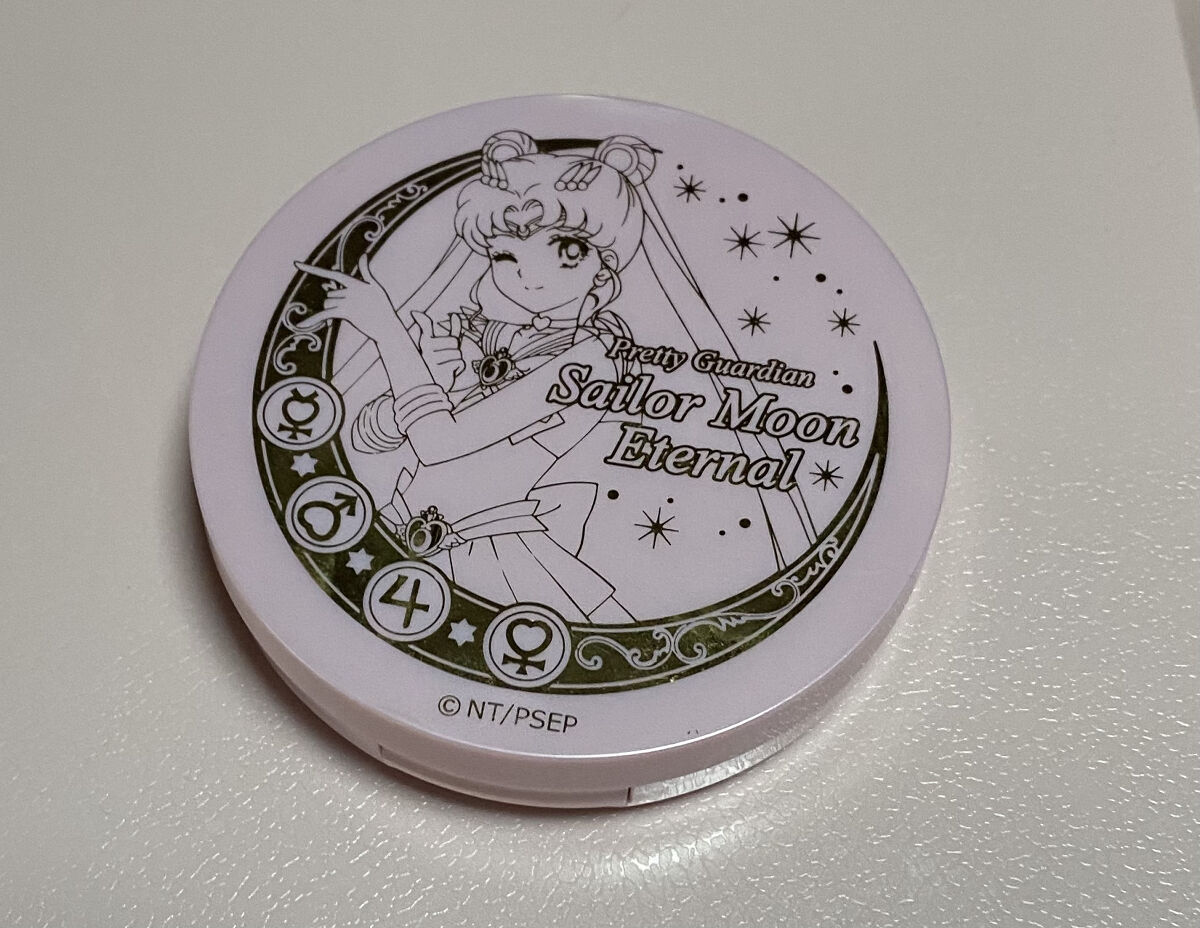 Pretty Guardian
Sailor Moon
Eternal
© NT/PSEP